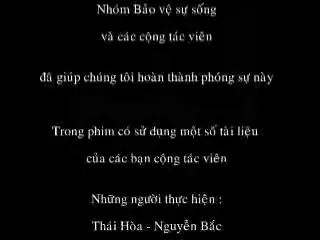 Nhóm Bảo vệ sự sống
và các cộng tác viên
đã giúp chúng tôi hoàn thành phóng sự này
Trong phim có sử dụng một số tài liệu
của các bạn cộng tác viên
Những người thực hiện :
Thái Hòa - Nguyễn Bắc